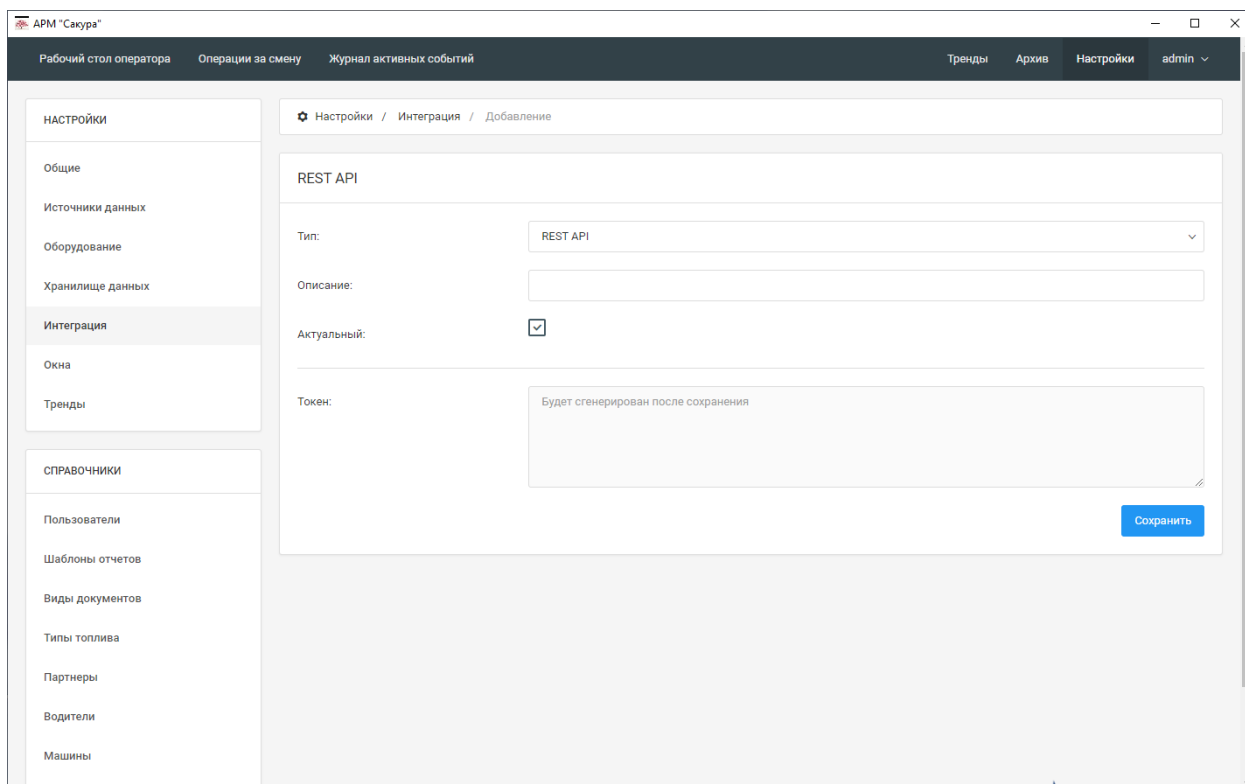 АРМ "Сакура"
Рабочий стол оператора Операции за смену Журнал активных событий Тренды Архив Настройки admin
НАСТРОЙКИ
Общие
Источники данных
Оборудование
Хранилище данных
Интеграция
Окна
Тренды
СПРАВОЧНИКИ
Пользователи
Шаблоны отчетов
Виды документов
Типы топлива
Партнеры
Водители
Машины
Настройки / Интеграция / Добавление
REST API
Тип: REST API
Описание:
Актуальный:
Токен: Будет сгенерирован после сохранения
Сохранить